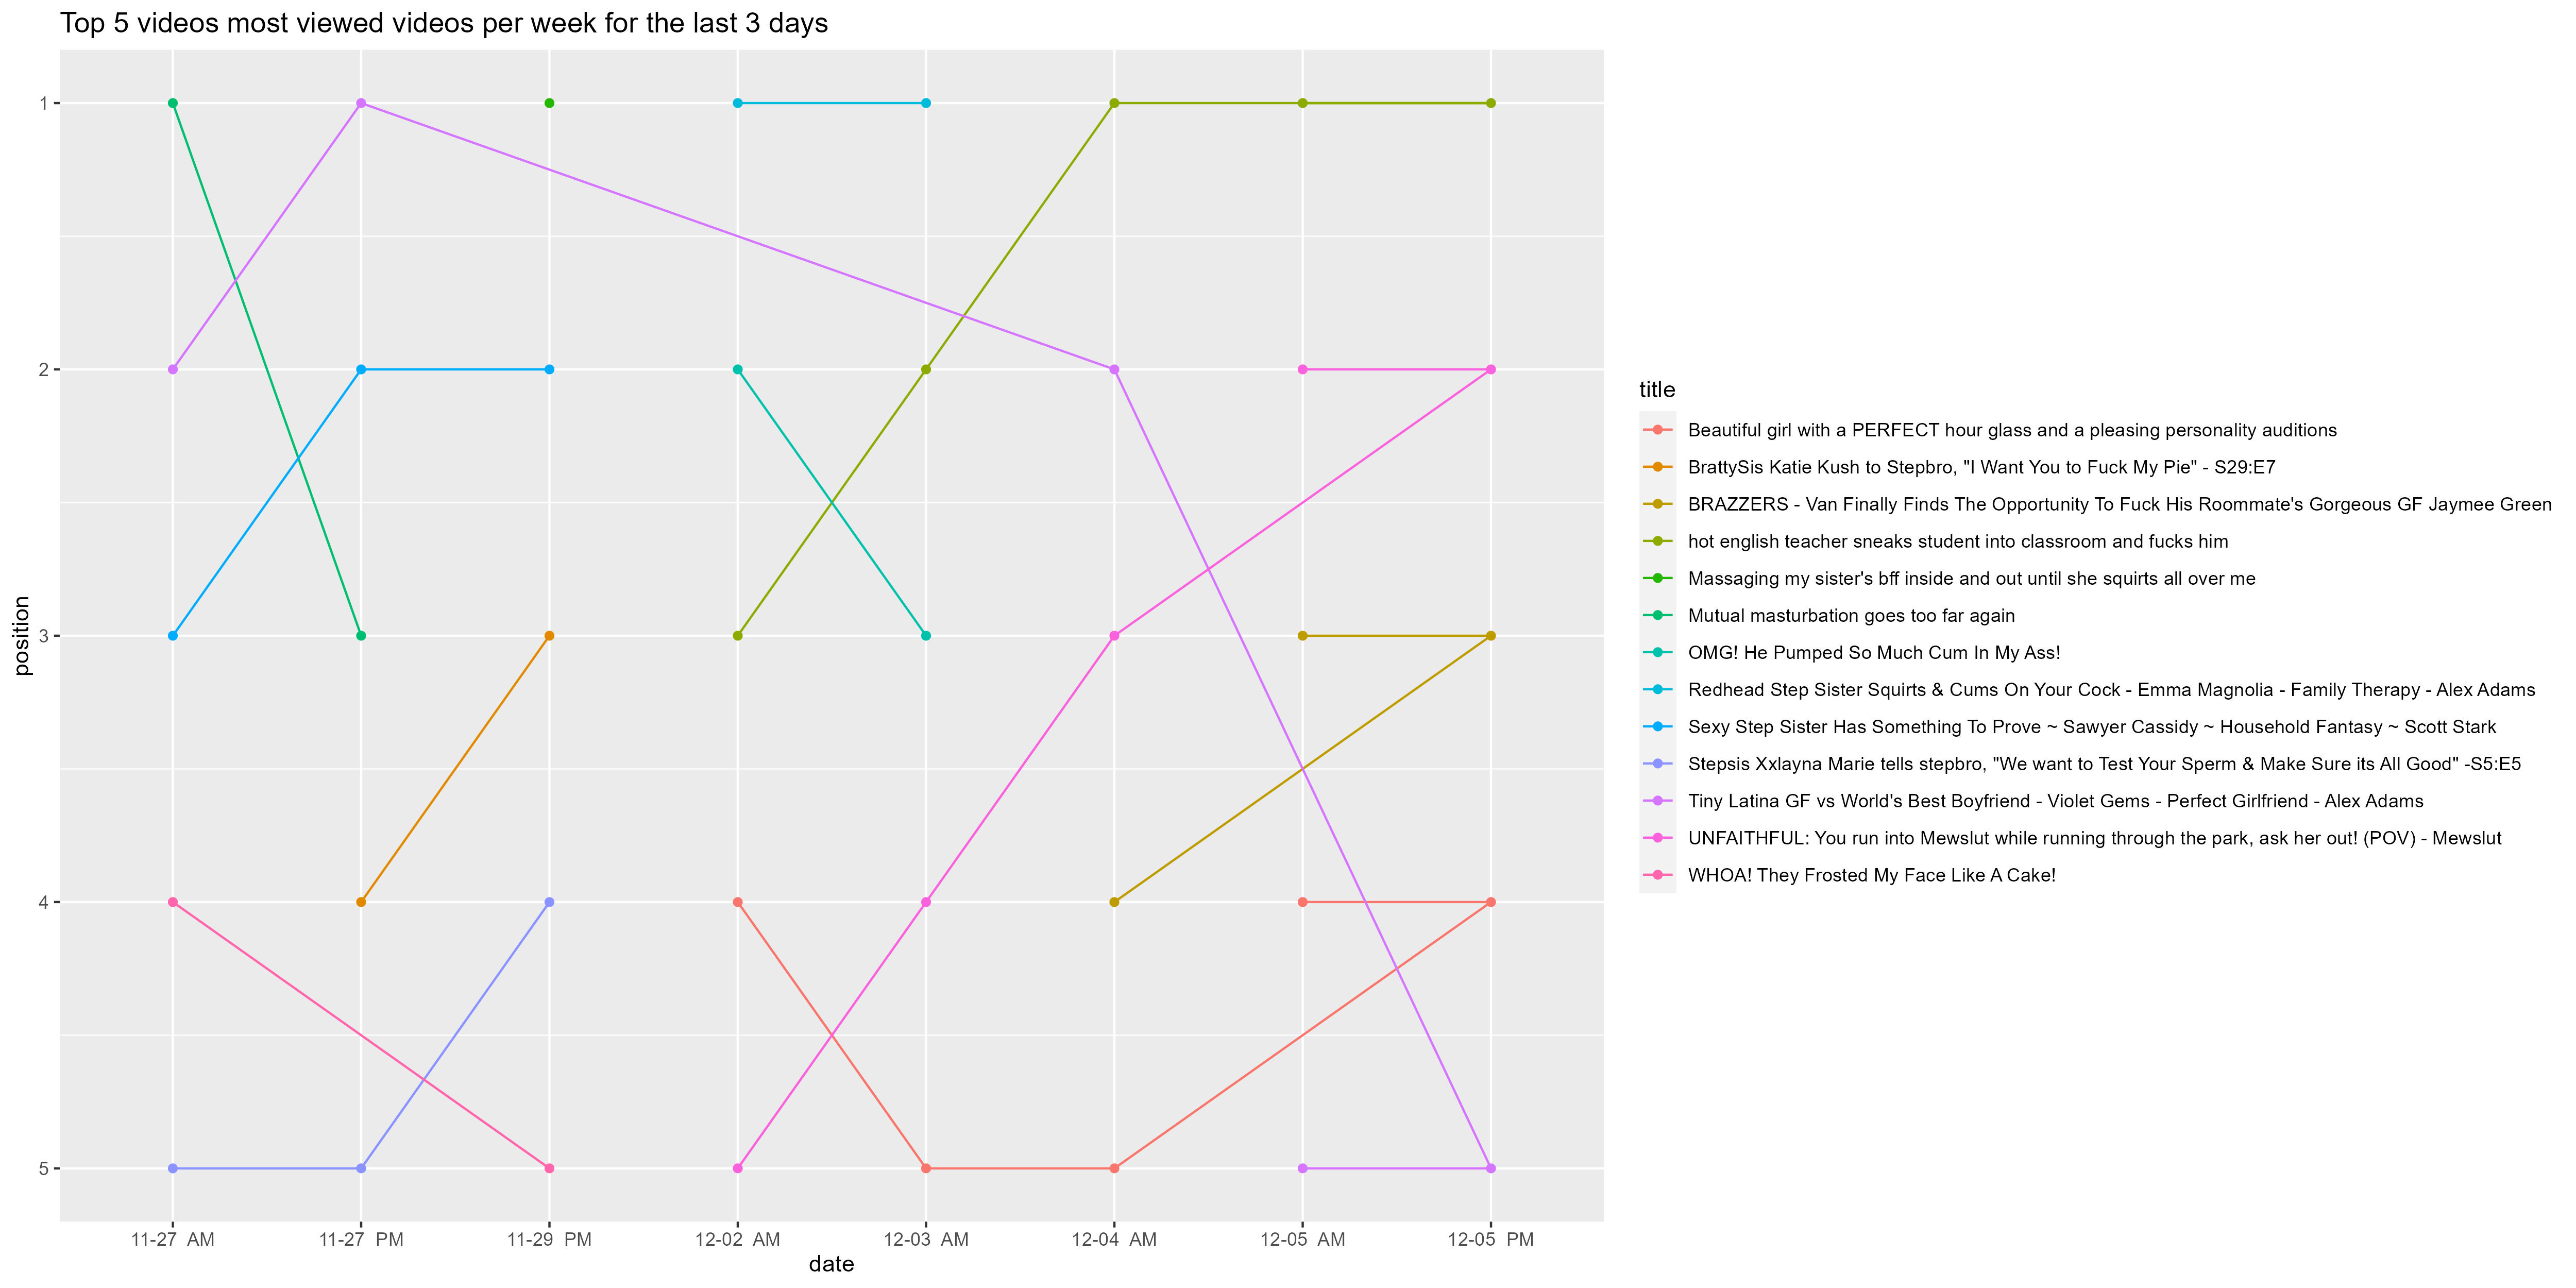 Top 5 videos most viewed videos per week for the last 3 days
1
2
3
4
5
position
11-27 AM
11-27 PM
11-29 PM
12-02 AM
12-03 AM
12-04 AM
12-05 AM
12-05 PM
date
title
Beautiful girl with a PERFECT hour glass and a pleasing personality auditions
BrattySis Katie Kush to Stepbro, "I Want You to Fuck My Pie" - S29:E7
BRAZZERS - Van Finally Finds The Opportunity To Fuck His Roommate's Gorgeous GF Jaymee Green
hot english teacher sneaks student into classroom and fucks him
Massaging my sister's bff inside and out until she squirts all over me
Mutual masturbation goes too far again
OMG! He Pumped So Much Cum In My Ass!
Redhead Step Sister Squirts & Cums On Your Cock - Emma Magnolia - Family Therapy - Alex Adams
Sexy Step Sister Has Something To Prove ~ Sawyer Cassidy ~ Household Fantasy ~ Scott Stark
Stepsis Xxlayna Marie tells stepbro, "We want to Test Your Sperm & Make Sure its All Good" -S5:E5
Tiny Latina GF vs World's Best Boyfriend - Violet Gems - Perfect Girlfriend - Alex Adams
UNFAITHFUL: You run into Mewslut while running through the park, ask her out! (POV) - Mewslut
WHOA! They Frosted My Face Like A Cake!